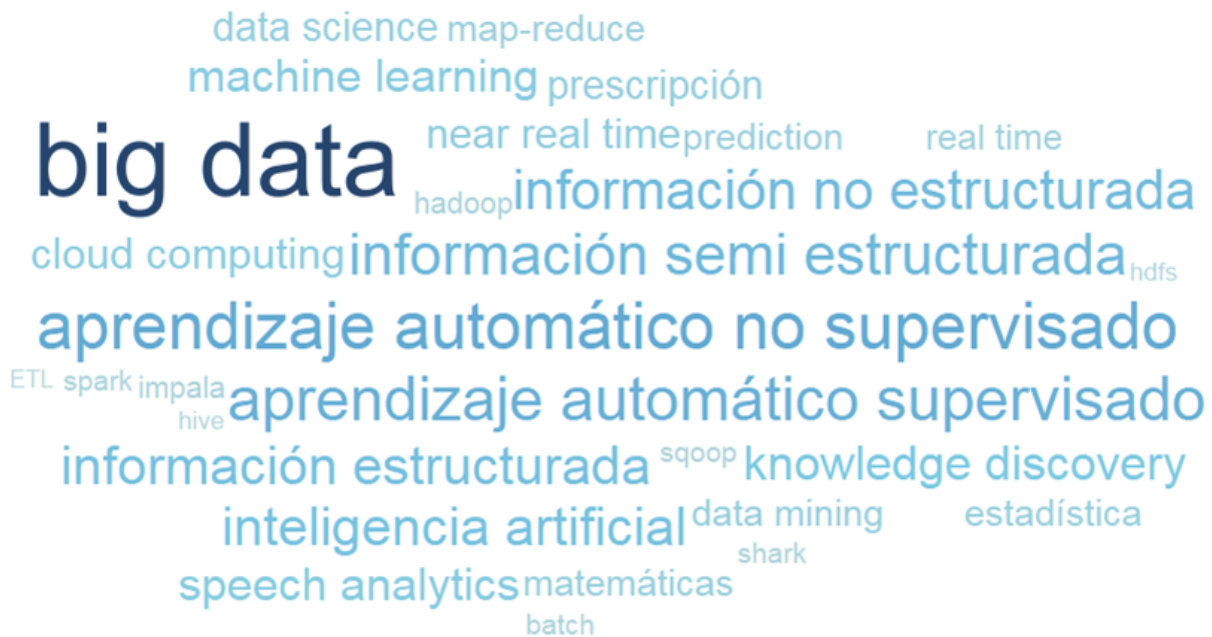 data science map-reduce
machine learning prescripción
big data near real time prediction real time
hadoop información no estructurada
cloud computing información semi estructurada hdfs
aprendizaje automático no supervisado
ETL spark impala
hive aprendizaje automático supervisado
información estructurada sqoop knowledge discovery
inteligencia artificial data mining estadística
shark
speech analytics matemáticas
batch